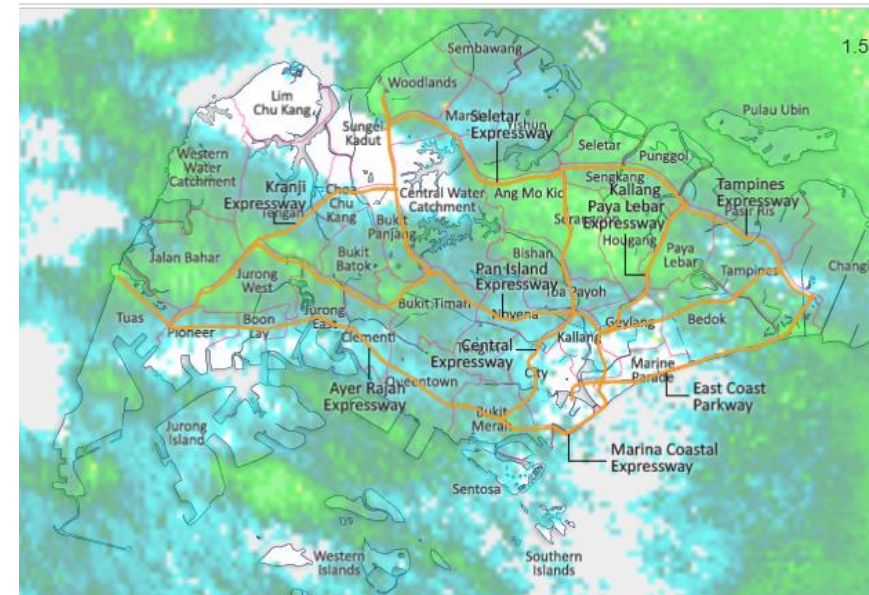 1.5
Sembawang
Woodlands
Lim
Chu Kang
Seletar
Expressway
Yishun
Sungei
Kadut
Pulau Ubin
Seletar
Punggol
Western
Water
Catchment
Sengkang
Kranji
Expressway
Tengah
Choa
Chu
Kang
Central Water
Catchment
Ang Mo Kio
Kallang
Paya Lebar
Expressway
Tampines
Expressway
Pasir Ris
Serangoon
Hougang
Bukit
Panjang
Jalan Bahar
Bukit
Batok
Bishan
Paya
Lebar
Pan Island
Expressway
Tampines
Changi
Jurong
West
Toa Payoh
Bukit Timah
Novena
Tuas
Pioneer
Boon
Lay
Jurong
East
Clementi
Geylang
Bedok
Kallang
Central
Expressway
City
Marine
Parade
Queenstown
Ayer Rajah
Expressway
East Coast
Parkway
Bukit
Merah
Jurong
Island
Marina Coastal
Expressway
Sentosa
Western
Islands
Southern
Islands